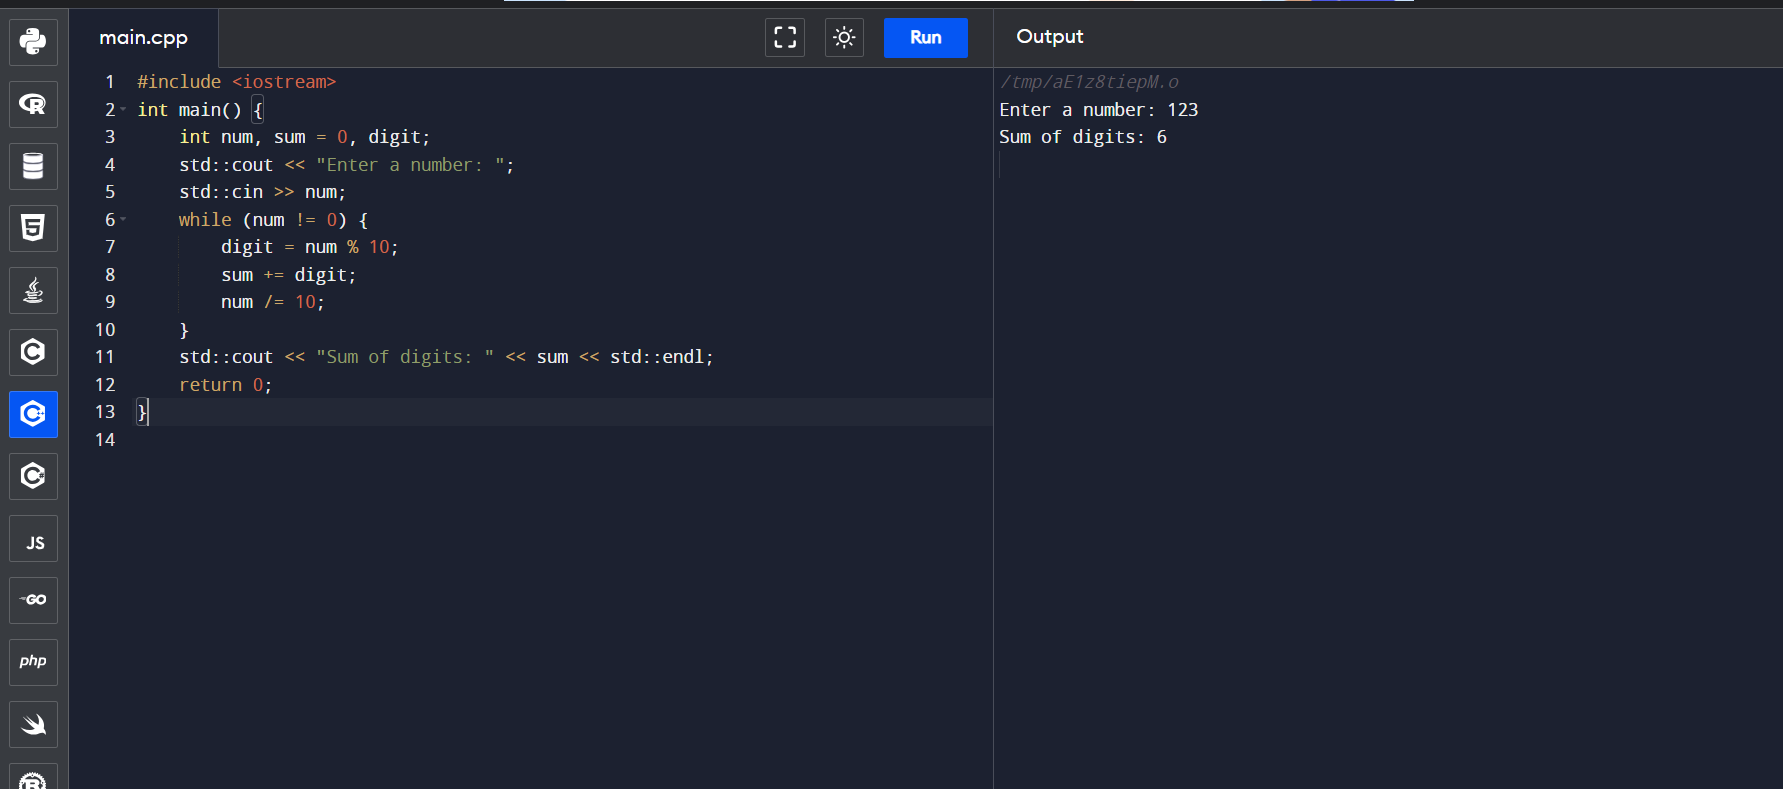 main.cpp
Run
Output
1 #include <iostream>
2 int main() {
3     int num, sum = 0, digit;
4     std::cout << "Enter a number: ";
5     std::cin >> num;
6     while (num != 0) {
7         digit = num % 10;
8         sum += digit;
9         num /= 10;
10     }
11     std::cout << "Sum of digits: " << sum << std::endl;
12     return 0;
13 }
14
/tmp/aE1z8tiepM.o
Enter a number: 123
Sum of digits: 6
R
5
C
C++
C#
JS
GO
php
R